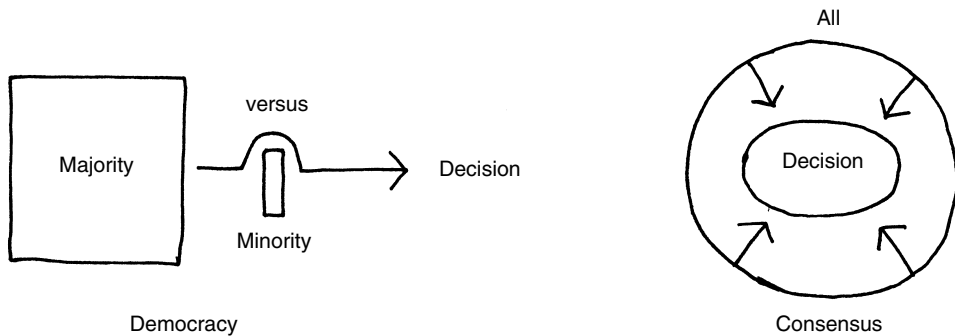 Majority
versus
Minority
Decision
Democracy
All
Decision
Consensus